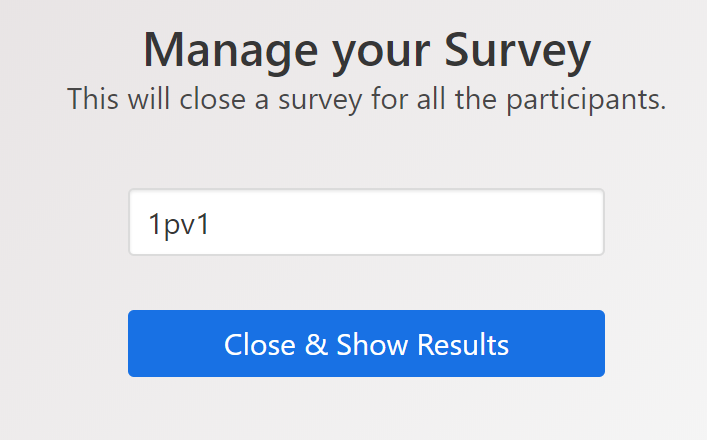 Manage your Survey
This will close a survey for all the participants.
1pv1
Close & Show Results